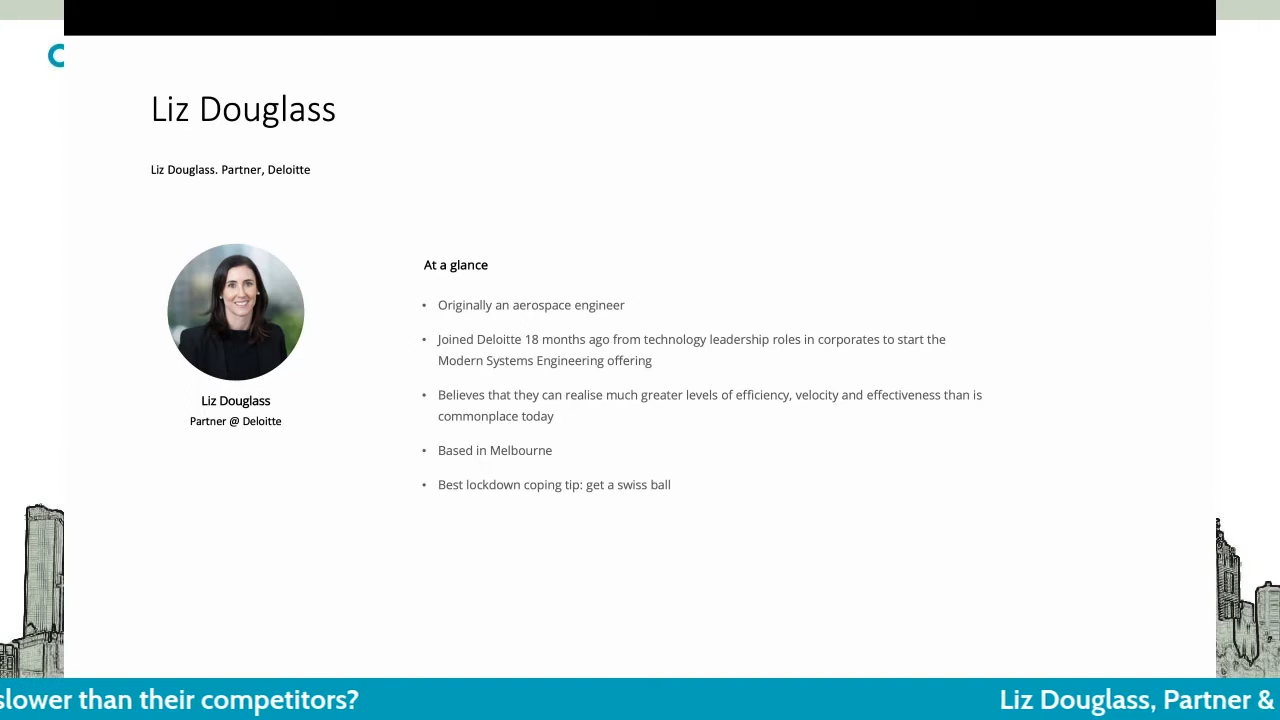 Liz Douglass
Liz Douglass. Partner, Deloitte
At a glance
• Originally an aerospace engineer
• Joined Deloitte 18 months ago from technology leadership roles in corporates to start the
Modern Systems Engineering offering
• Believes that they can realise much greater levels of efficiency, velocity and effectiveness than is
commonplace today
• Based in Melbourne
• Best lockdown coping tip: get a swiss ball
Liz Douglass
Partner @ Deloitte
slower than their competitors?
Liz Douglass, Partner &